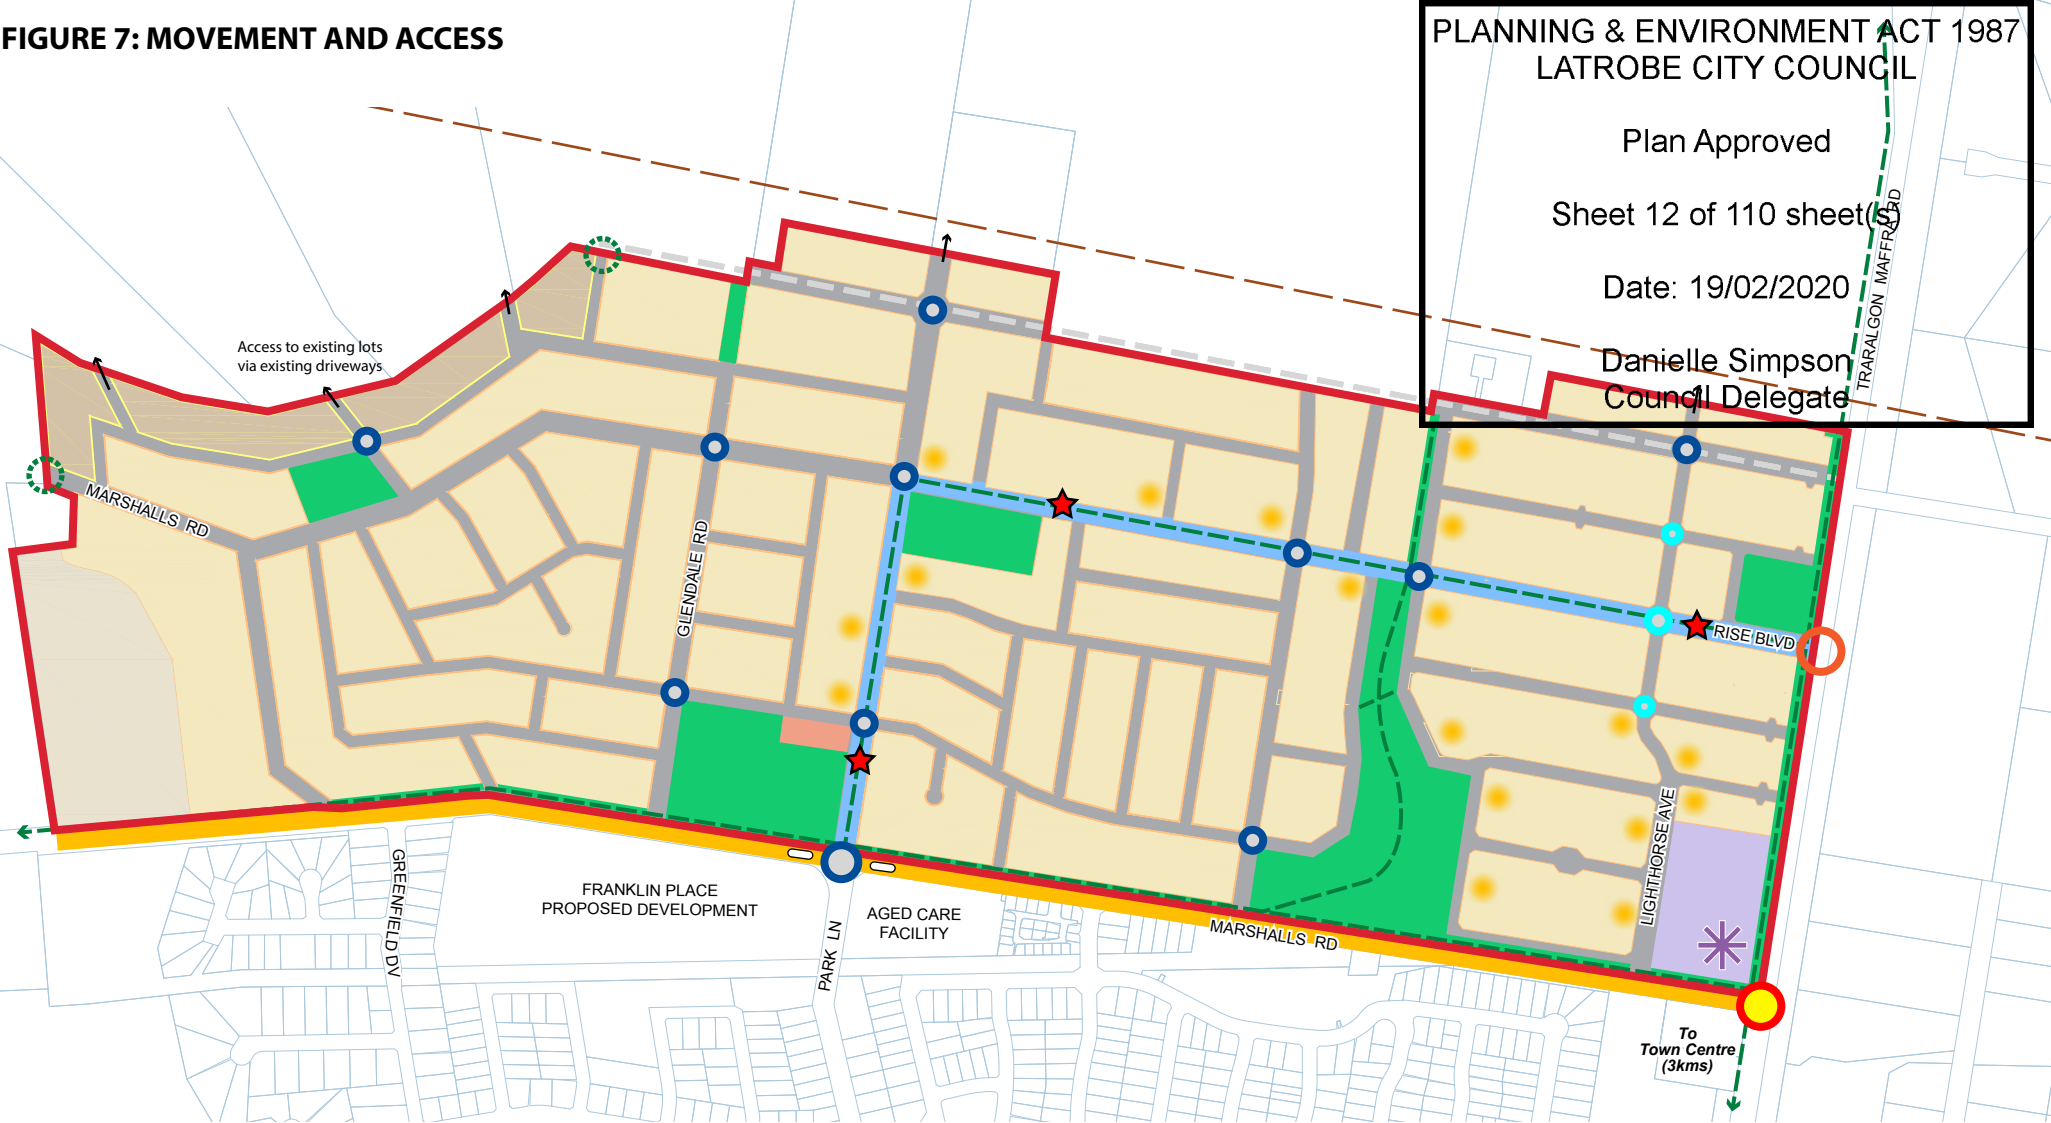 FIGURE 7: MOVEMENT AND ACCESS
PLANNING & ENVIRONMENT ACT 1987
LATROBE CITY COUNCIL
Plan Approved
Sheet 12 of 110 sheet(s)
Date: 19/02/2020
Danielle Simpson
Council Delegate
TRARALGON MAFFRA RD
Access to existing lots
via existing driveways
MARSHALLS RD
GLENDALE RD
RISE BLVD
LIGHTHORSE AVE
GREENFIELD DV
FRANKLIN PLACE
PROPOSED DEVELOPMENT
PARK LN
AGED CARE
FACILITY
MARSHALLS RD
To
Town Centre
(3kms)